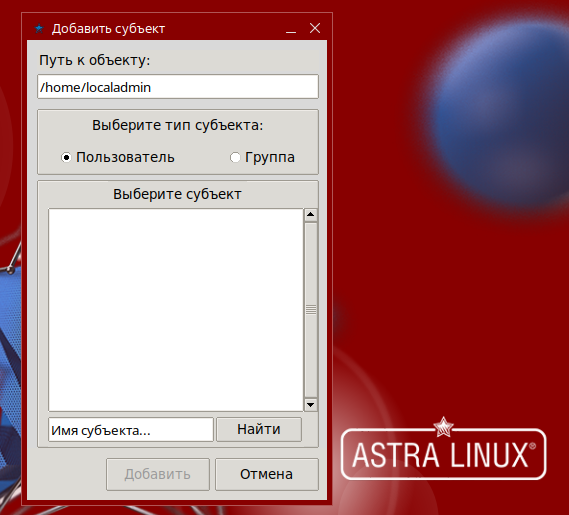 Добавить субъект
Путь к объекту:
/home/localadmin
Выберите тип субъекта:
Пользователь Группа
Выберите субъект
Имя субъекта... Найти
Добавить Отмена
ASTRA LINUX®